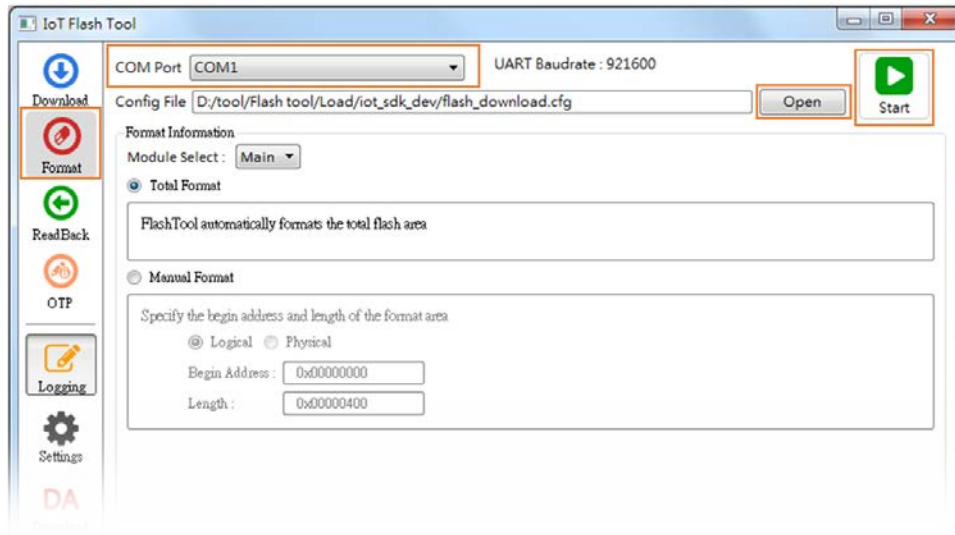 IoT Flash Tool
COM Port COM1 UART Baudrate : 921600
Config File D:/tool/Flash tool/Load/iot_sdk_dev/flash_download.cfg Open Start
Download
Format
ReadBack
OTP
Logging
Settings
DA
Download
Format Information
Module Select : Main
Total Format
FlashTool automatically formats the total flash area
Manual Format
Specify the begin address and length of the format area
Logical Physical
Begin Address : 0x00000000
Length : 0x00000400